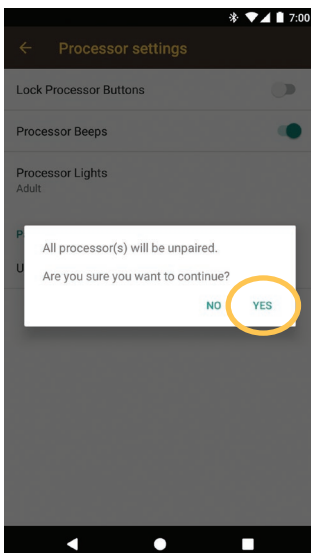 7:00
Processor settings
Lock Processor Buttons
Processor Beeps
Processor Lights
Adult
P
All processor(s) will be unpaired.
U
Are you sure you want to continue?
NO YES